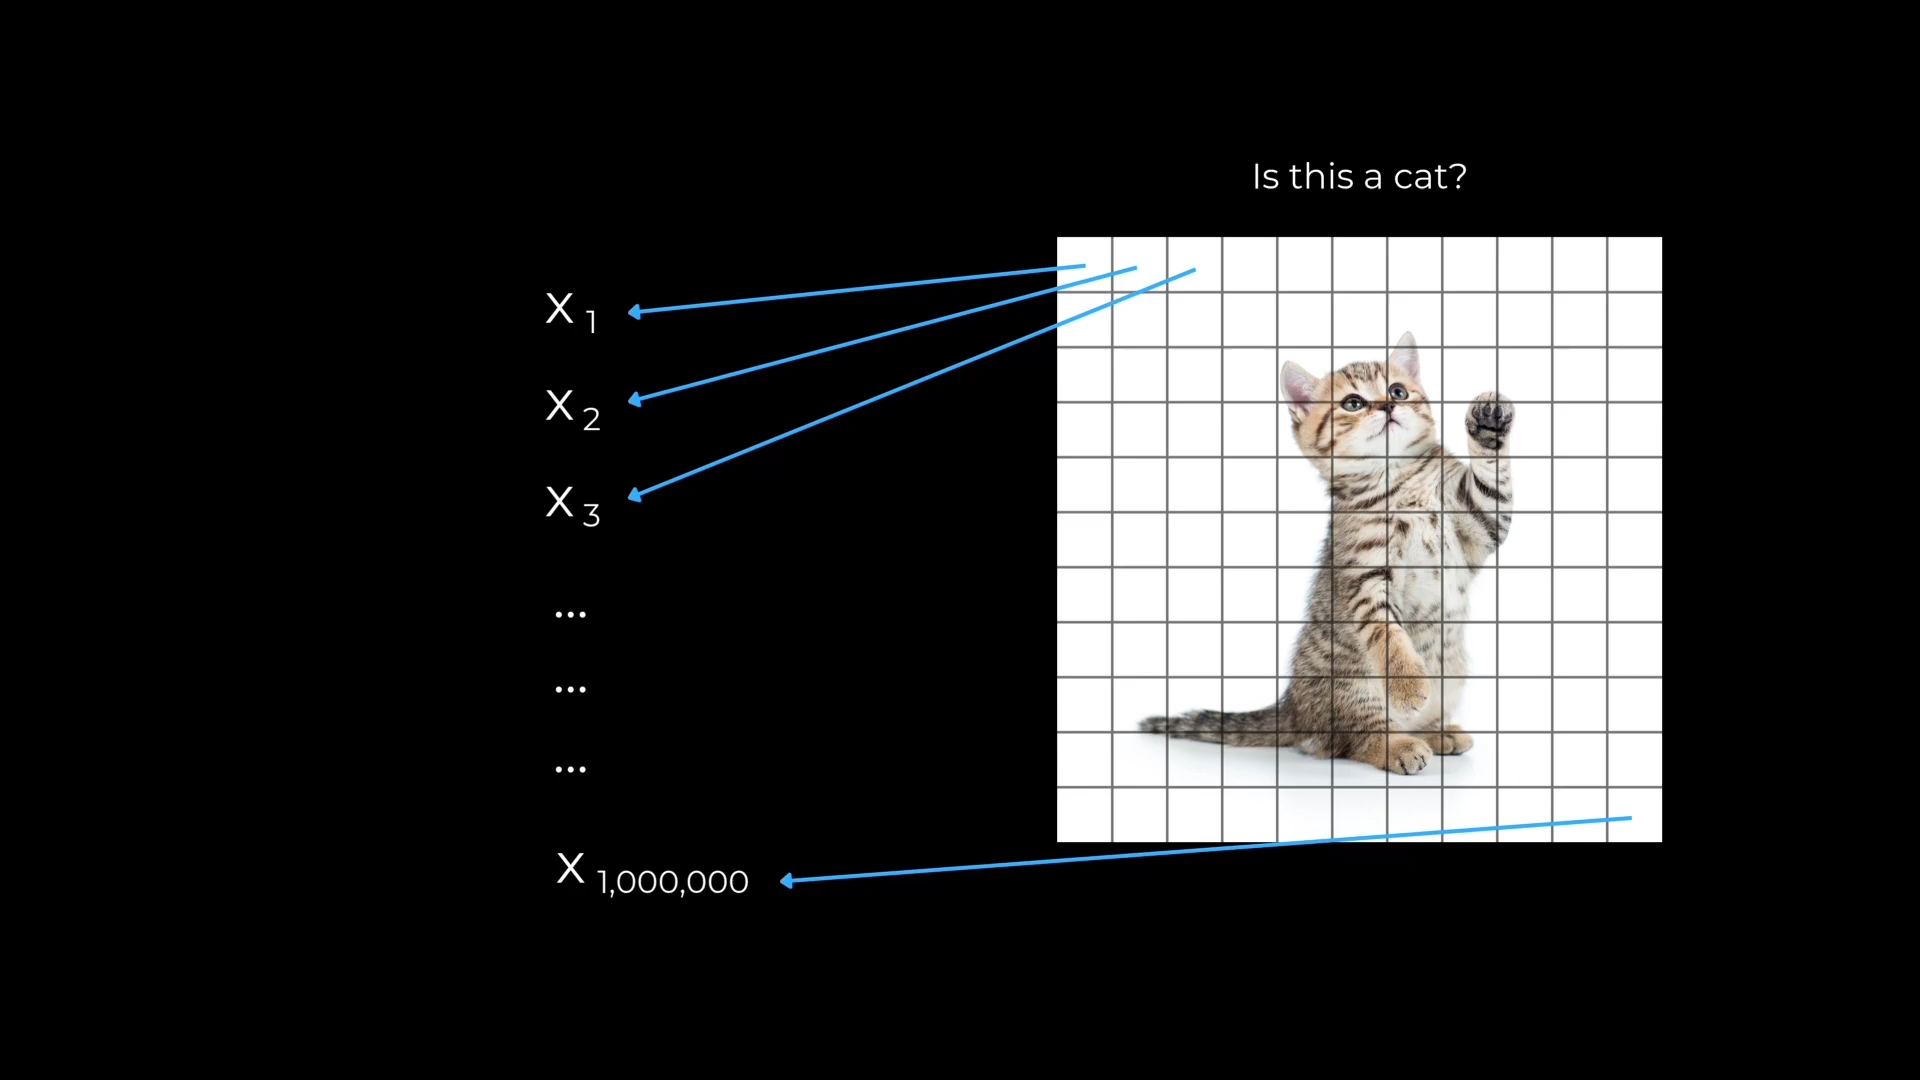 Is this a cat?
X 1
X 2
X 3
...
...
...
X 1,000,000